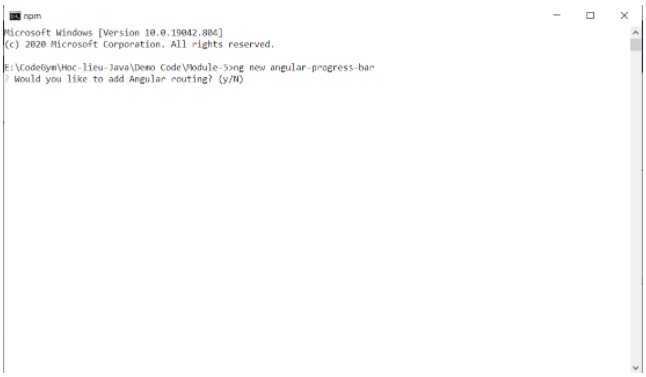 npm
Microsoft Windows [Version 10.0.19042.804]
(c) 2020 Microsoft Corporation. All rights reserved.
E:\CodeGym\Hoc-lieu-Java\Demo Code\Module-5>ng new angular-progress-bar
? Would you like to add Angular routing? (y/N)